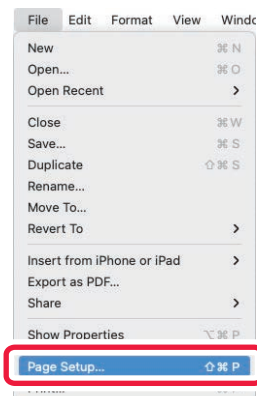 File Edit Format View Windo
New ⌘ N
Open... ⌘ O
Open Recent >
Close ⌘ W
Save... ⌘ S
Duplicate ⇧ ⌘ S
Rename...
Move To...
Revert To >
Insert from iPhone or iPad >
Export as PDF...
Share >
Show Properties ⌥ ⌘ P
Page Setup... ⇧ ⌘ P